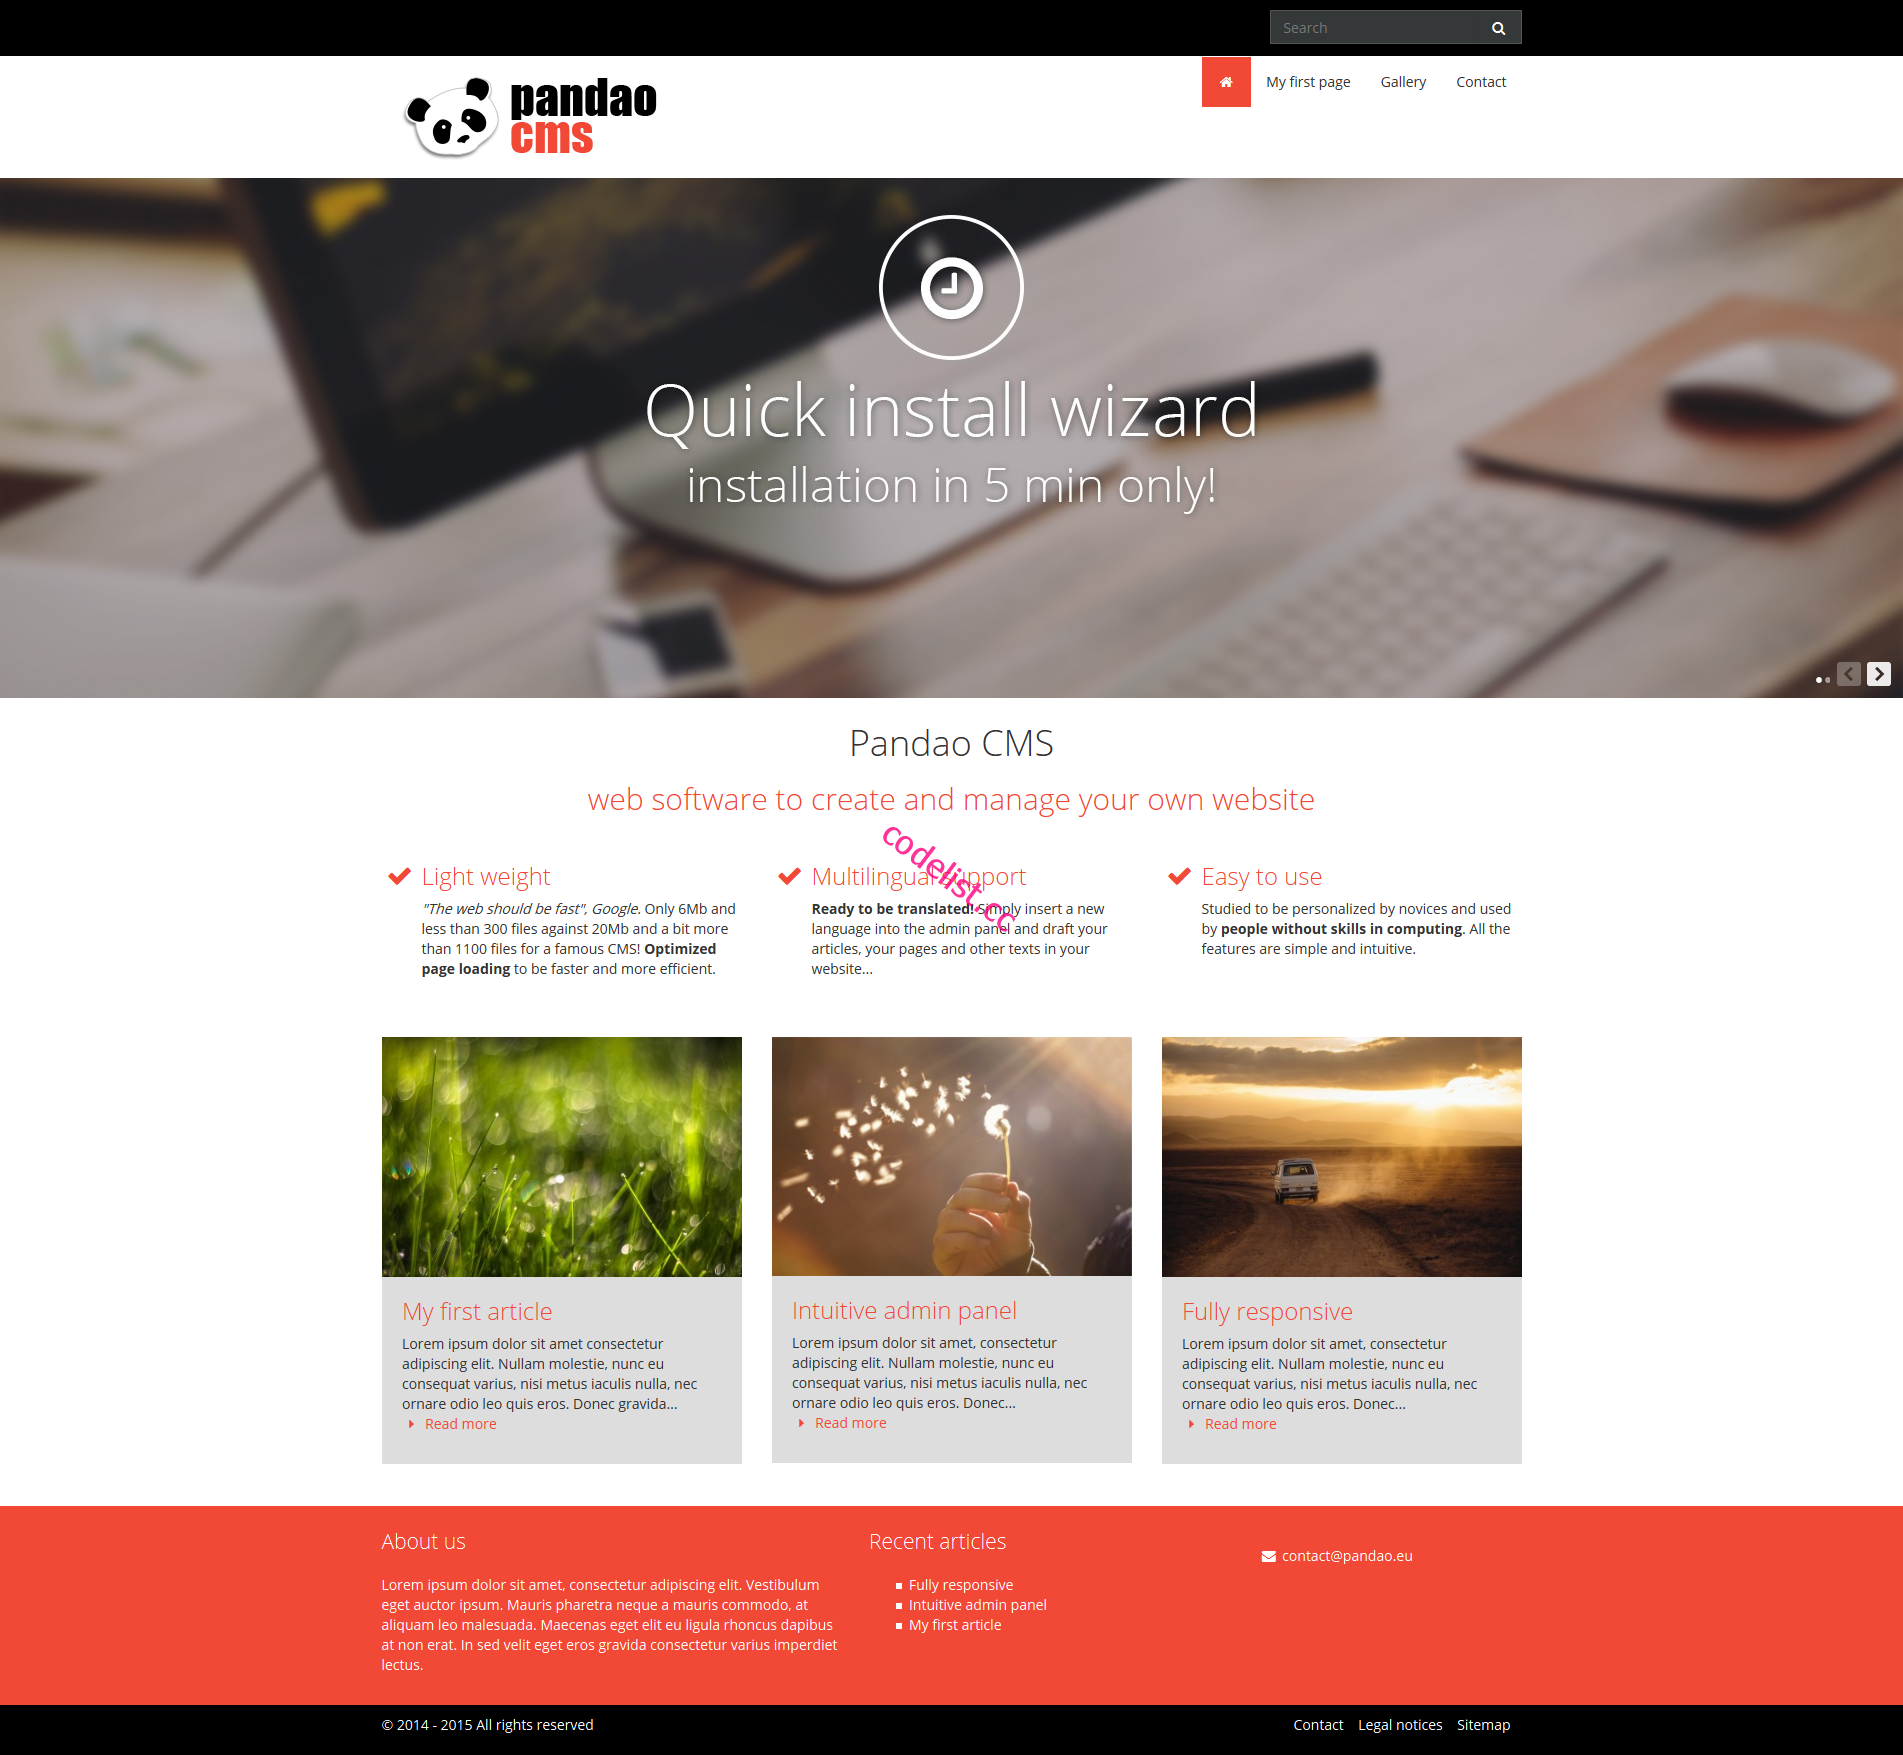 Search
pandao
cms
My first page
Gallery
Contact
Quick install wizard
installation in 5 min only!
Pandao CMS
web software to create and manage your own website
codelist.cc
Light weight
"The web should be fast", Google. Only 6Mb and
less than 300 files against 20Mb and a bit more
than 1100 files for a famous CMS! Optimized
page loading to be faster and more efficient.
Multilingual support
Ready to be translated! Simply insert a new
language into the admin panel and draft your
articles, your pages and other texts in your
website...
Easy to use
Studied to be personalized by novices and used
by people without skills in computing. All the
features are simple and intuitive.
My first article
Lorem ipsum dolor sit amet consectetur
adipiscing elit. Nullam molestie, nunc eu
consequat varius, nisi metus iaculis nulla, nec
ornare odio leo quis eros. Donec gravida...
Read more
Intuitive admin panel
Lorem ipsum dolor sit amet, consectetur
adipiscing elit. Nullam molestie, nunc eu
consequat varius, nisi metus iaculis nulla, nec
ornare odio leo quis eros. Donec...
Read more
Fully responsive
Lorem ipsum dolor sit amet, consectetur
adipiscing elit. Nullam molestie, nunc eu
consequat varius, nisi metus iaculis nulla, nec
ornare odio leo quis eros. Donec...
Read more
About us
Lorem ipsum dolor sit amet, consectetur adipiscing elit. Vestibulum
eget auctor ipsum. Mauris pharetra neque a mauris commodo, at
aliquam leo malesuada. Maecenas eget elit eu ligula rhoncus dapibus
at non erat. In sed velit eget eros gravida consectetur varius imperdiet
lectus.
Recent articles
Fully responsive
Intuitive admin panel
My first article
contact@pandao.eu
© 2014 - 2015 All rights reserved
Contact
Legal notices
Sitemap